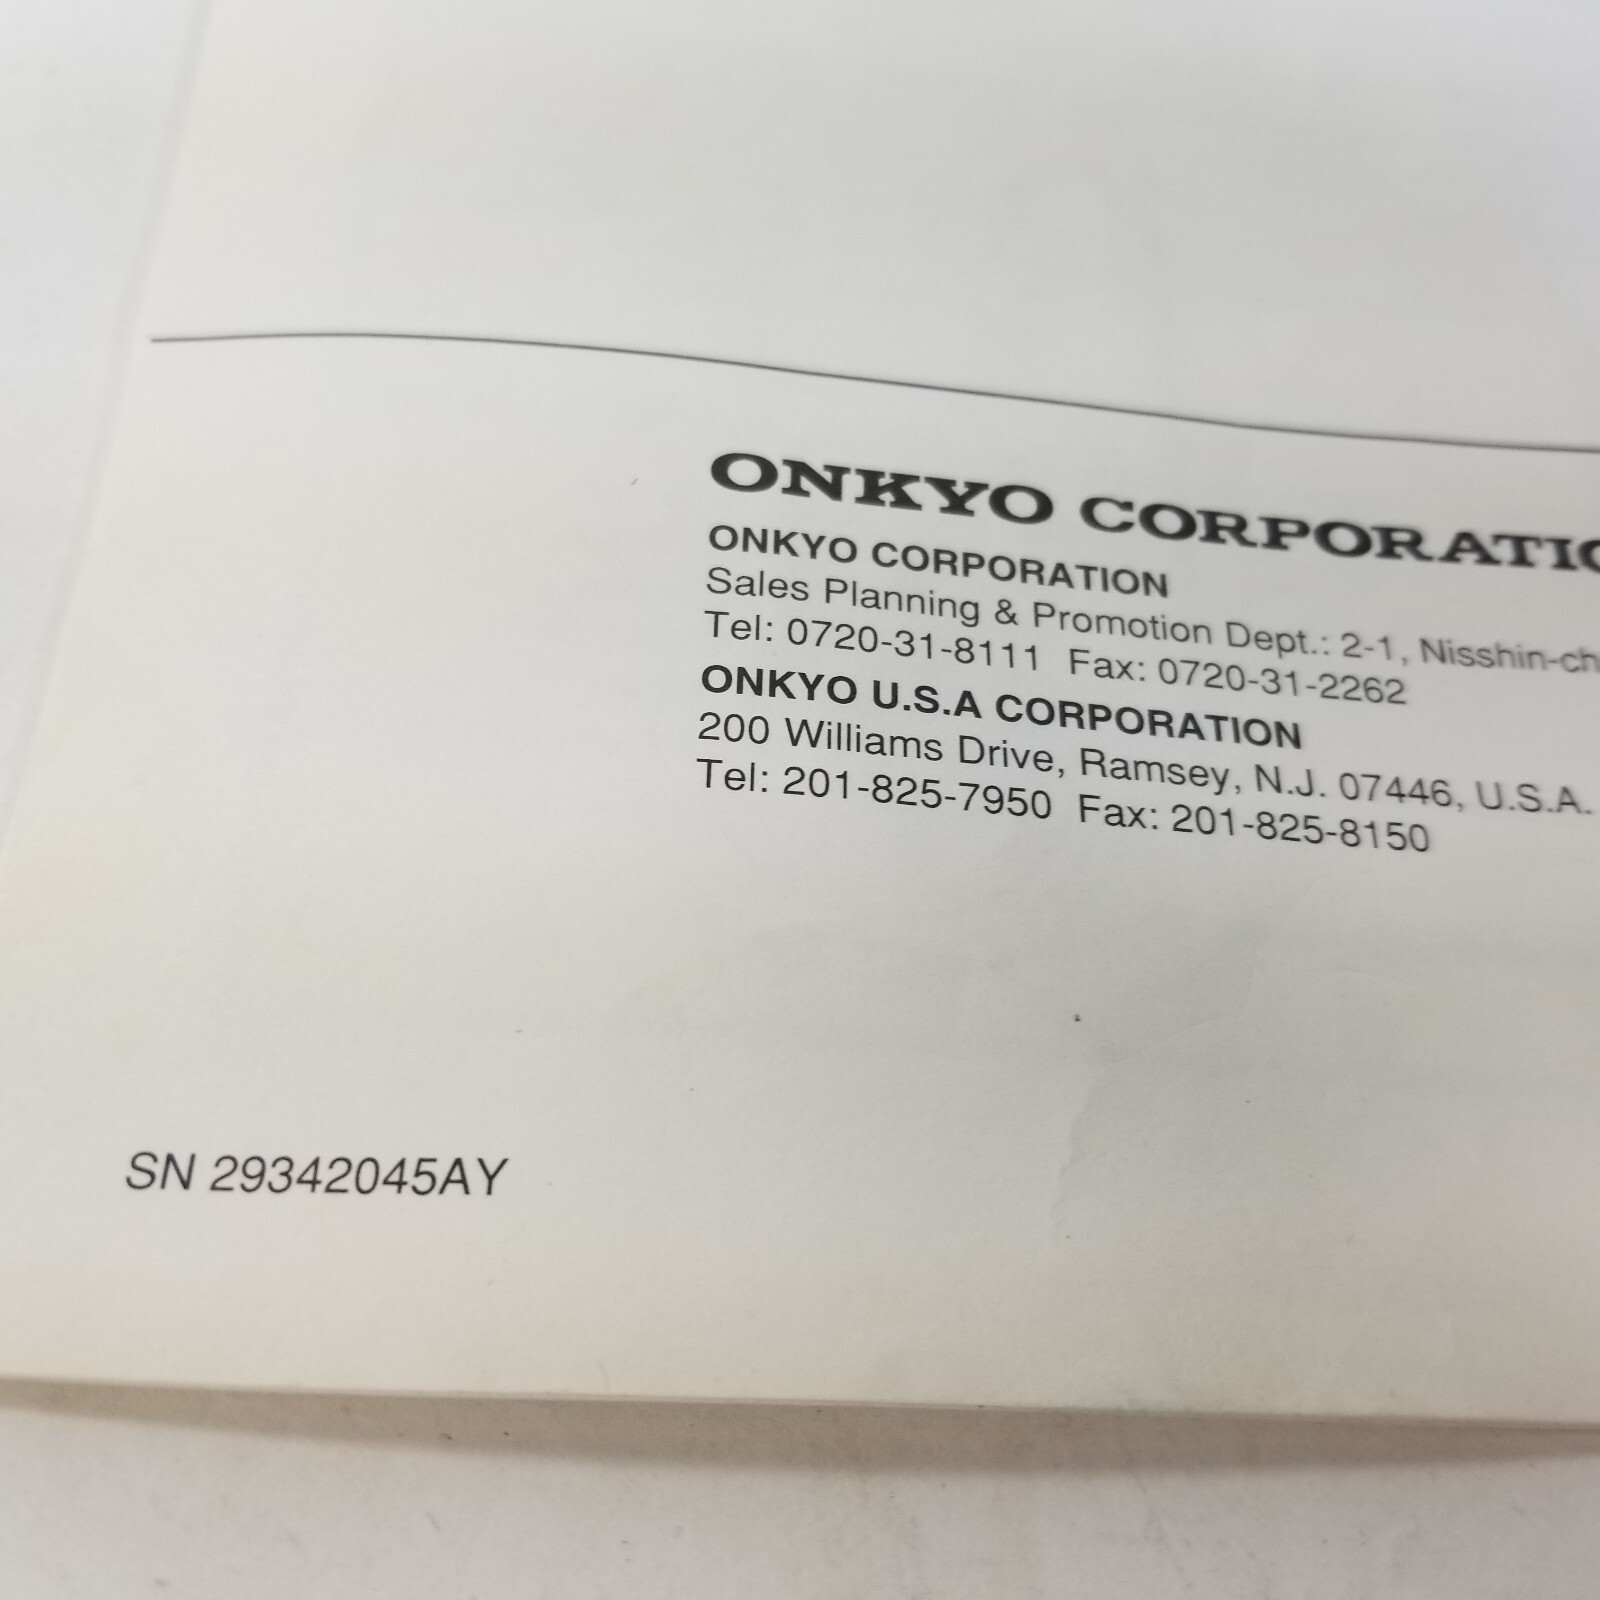 ONKYO CORPORATIO
ONKYO CORPORATION
Sales Planning & Promotion Dept.: 2-1, Nisshin-ch
Tel: 0720-31-8111 Fax: 0720-31-2262
ONKYO U.S.A CORPORATION
200 Williams Drive, Ramsey, N.J. 07446, U.S.A.
Tel: 201-825-7950 Fax: 201-825-8150
SN 29342045AY